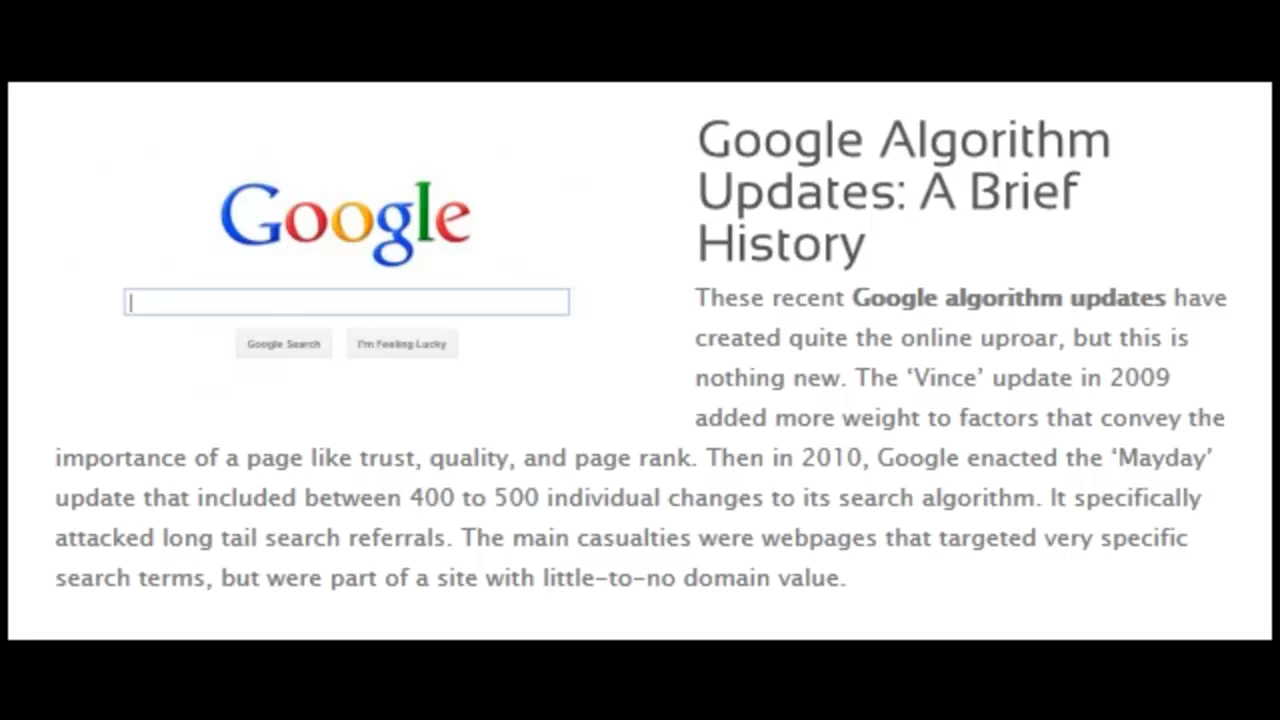 Google
Google Search
I'm Feeling Lucky
Google Algorithm
Updates: A Brief
History
These recent Google algorithm updates have
created quite the online uproar, but this is
nothing new. The ‘Vince’ update in 2009
added more weight to factors that convey the
importance of a page like trust, quality, and page rank. Then in 2010, Google enacted the ‘Mayday’
update that included between 400 to 500 individual changes to its search algorithm. It specifically
attacked long tail search referrals. The main casualties were webpages that targeted very specific
search terms, but were part of a site with little-to-no domain value.